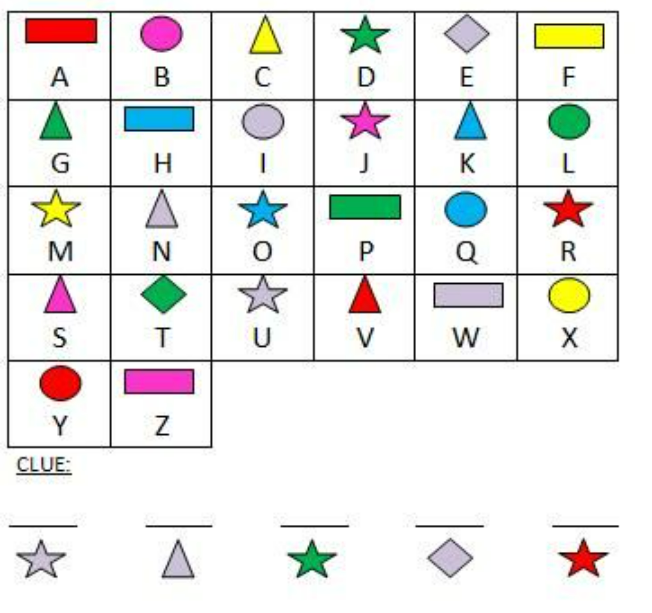 A B C D E F
G H I J K L
M N O P Q R
S T U V W X
Y Z
CLUE: